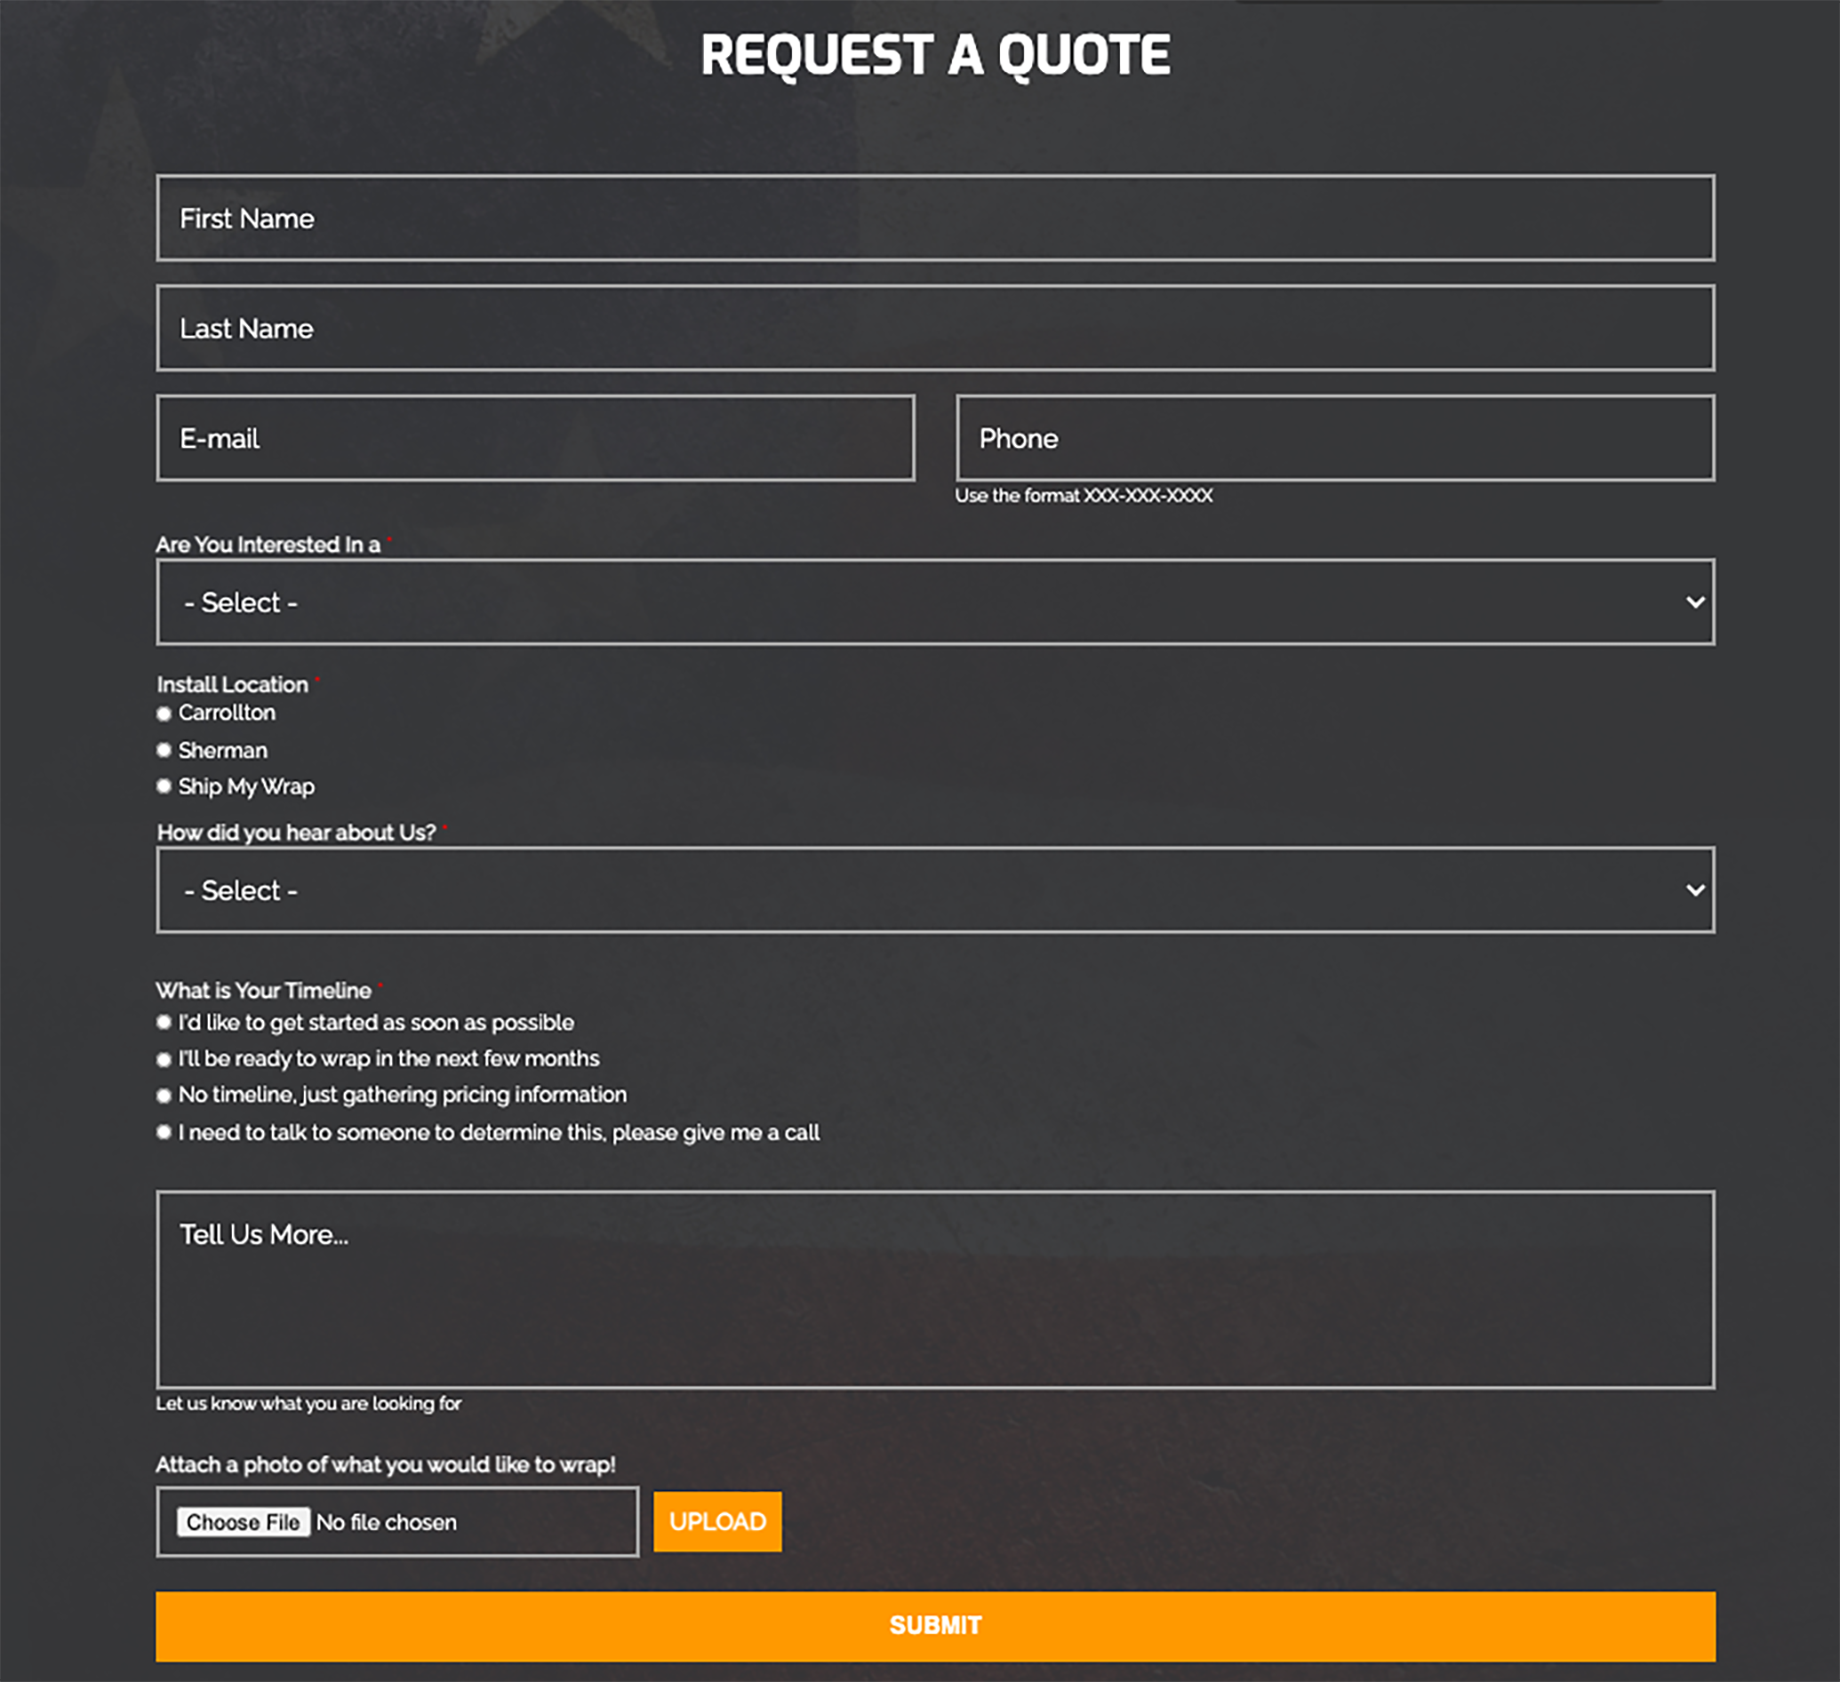 REQUEST A QUOTE
First Name
Last Name
E-mail
Phone
Use the format XXX-XXX-XXXX
Are You Interested In a *
- Select -
Install Location *
Carrollton
Sherman
Ship My Wrap
How did you hear about Us? *
- Select -
What is Your Timeline *
I'd like to get started as soon as possible
I'll be ready to wrap in the next few months
No timeline, just gathering pricing information
I need to talk to someone to determine this, please give me a call
Tell Us More...
Let us know what you are looking for
Attach a photo of what you would like to wrap!
Choose File No file chosen
UPLOAD
SUBMIT